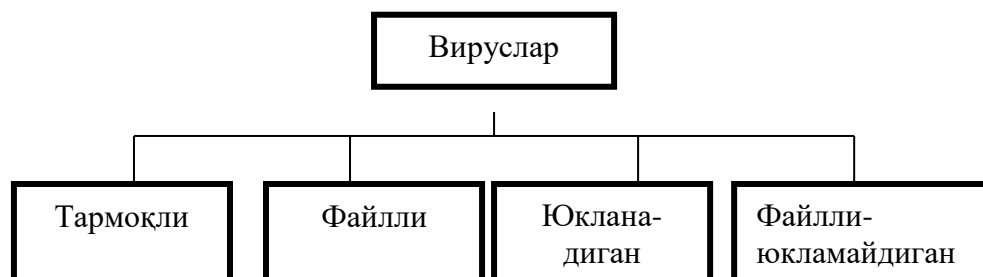 Вируслар
Тармоқли
Файлли
Юклана-
диган
Файлли-
юкламайдиган